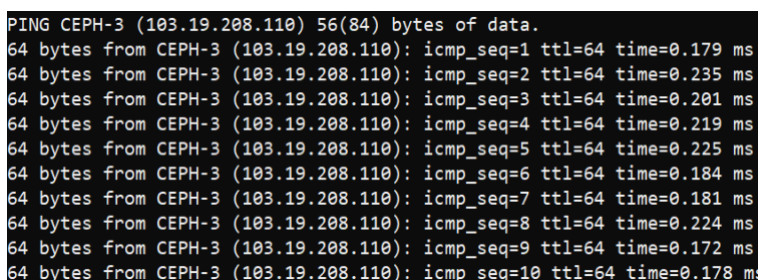 PING CEPH-3 (103.19.208.110) 56(84) bytes of data.
64 bytes from CEPH-3 (103.19.208.110): icmp_seq=1 ttl=64 time=0.179 ms
64 bytes from CEPH-3 (103.19.208.110): icmp_seq=2 ttl=64 time=0.235 ms
64 bytes from CEPH-3 (103.19.208.110): icmp_seq=3 ttl=64 time=0.201 ms
64 bytes from CEPH-3 (103.19.208.110): icmp_seq=4 ttl=64 time=0.219 ms
64 bytes from CEPH-3 (103.19.208.110): icmp_seq=5 ttl=64 time=0.225 ms
64 bytes from CEPH-3 (103.19.208.110): icmp_seq=6 ttl=64 time=0.184 ms
64 bytes from CEPH-3 (103.19.208.110): icmp_seq=7 ttl=64 time=0.181 ms
64 bytes from CEPH-3 (103.19.208.110): icmp_seq=8 ttl=64 time=0.224 ms
64 bytes from CEPH-3 (103.19.208.110): icmp_seq=9 ttl=64 time=0.172 ms
64 bytes from CEPH-3 (103.19.208.110): icmp_seq=10 ttl=64 time=0.178 ms